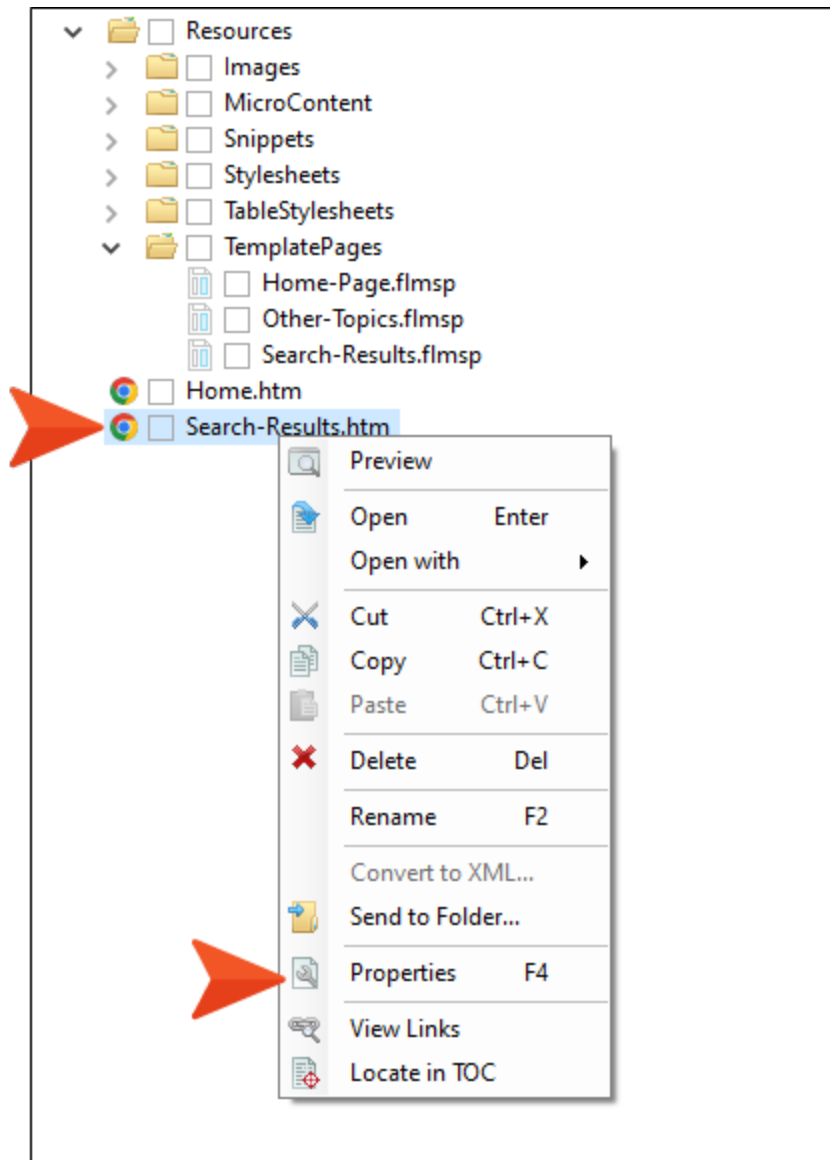 Resources
Images
MicroContent
Snippets
Stylesheets
TableStylesheets
TemplatePages
Home-Page.flmsp
Other-Topics.flmsp
Search-Results.flmsp
Home.htm
Search-Results.htm
Preview
Open Enter
Open with
Cut Ctrl+X
Copy Ctrl+C
Paste Ctrl+V
Delete Del
Rename F2
Convert to XML...
Send to Folder...
Properties F4
View Links
Locate in TOC